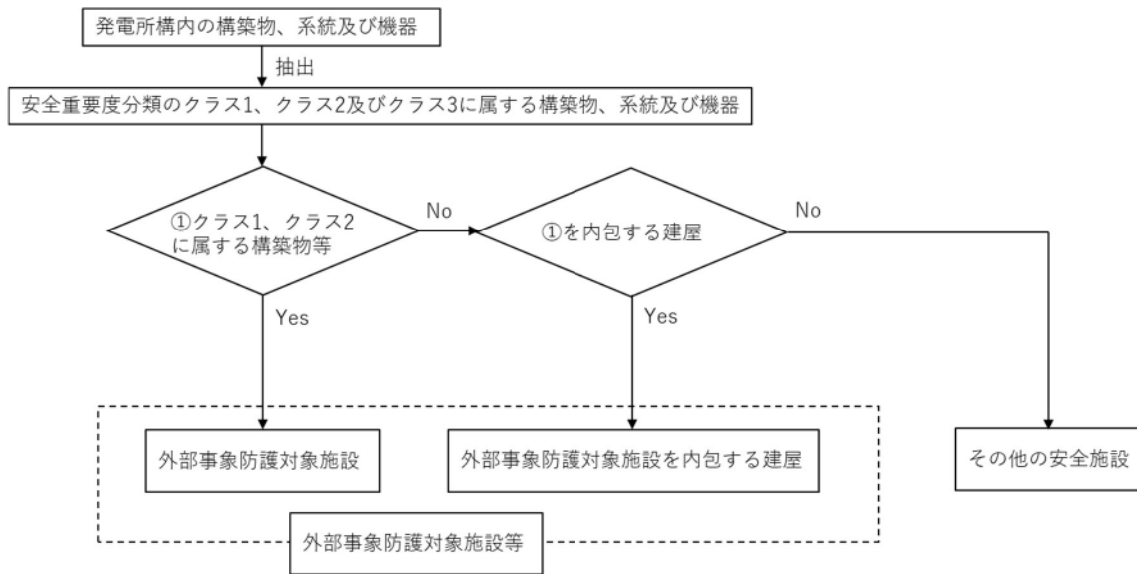 発電所構内の構築物、系統及び機器
抽出
安全重要度分類のクラス1、クラス2及びクラス3に属する構築物、系統及び機器
①クラス1、クラス2
に属する構築物等
No
①を内包する建屋
No
Yes
Yes
外部事象防護対象施設
外部事象防護対象施設を内包する建屋
その他の安全施設
外部事象防護対象施設等